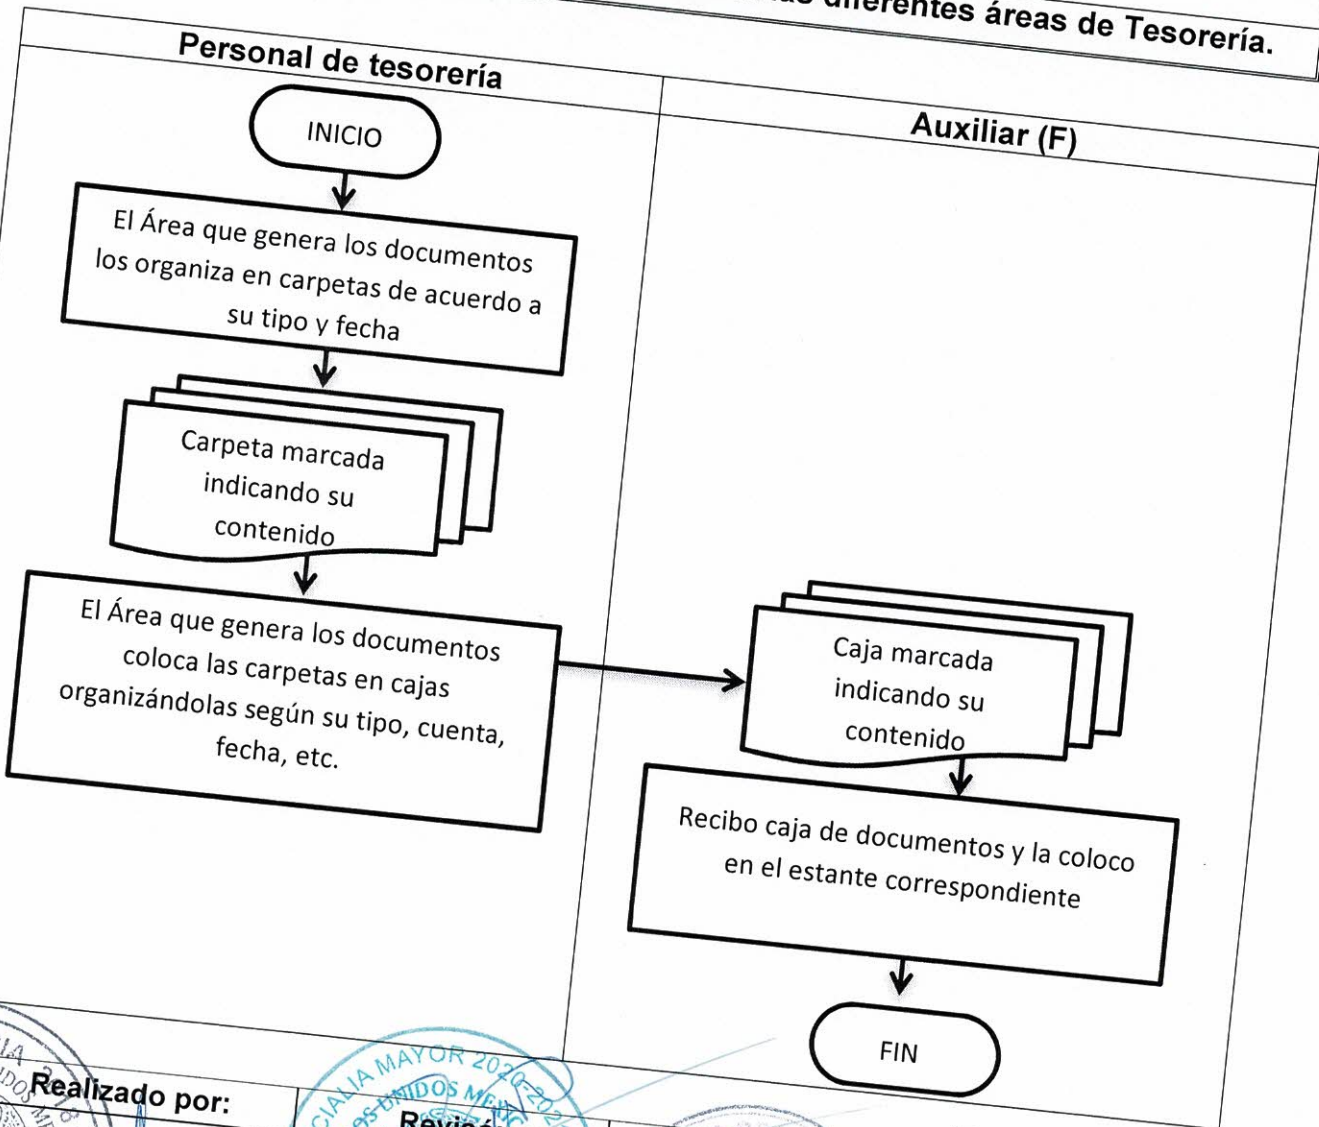 diferentes áreas de Tesorería.
Personal de tesorería
Auxiliar (F)
INICIO
El Área que genera los documentos
los organiza en carpetas de acuerdo a
su tipo y fecha
Carpeta marcada
indicando su
contenido
El Área que genera los documentos
coloca las carpetas en cajas
organizándolas según su tipo, cuenta,
fecha, etc.
Caja marcada
indicando su
contenido
Recibo caja de documentos y la coloco
en el estante correspondiente
FIN
Realizado por:
MAYOR
UNIDOS